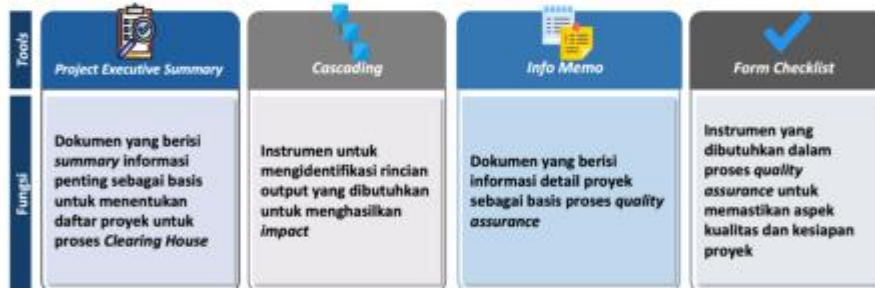 Tools
Project Executive Summary
Cascading
Info Memo
Form Checklist
Fungsi
Dokumen yang berisi
summary informasi
penting sebagai basis
untuk menentukan
daftar proyek untuk
proses Clearing House
Instrumen untuk
mengidentifikasi rincian
output yang dibutuhkan
untuk menghasilkan
impact
Dokumen yang berisi
informasi detail proyek
sebagai basis proses quality
assurance
Instrumen yang
dibutuhkan dalam
proses quality
assurance untuk
memastikan aspek
kualitas dan kesiapan
proyek